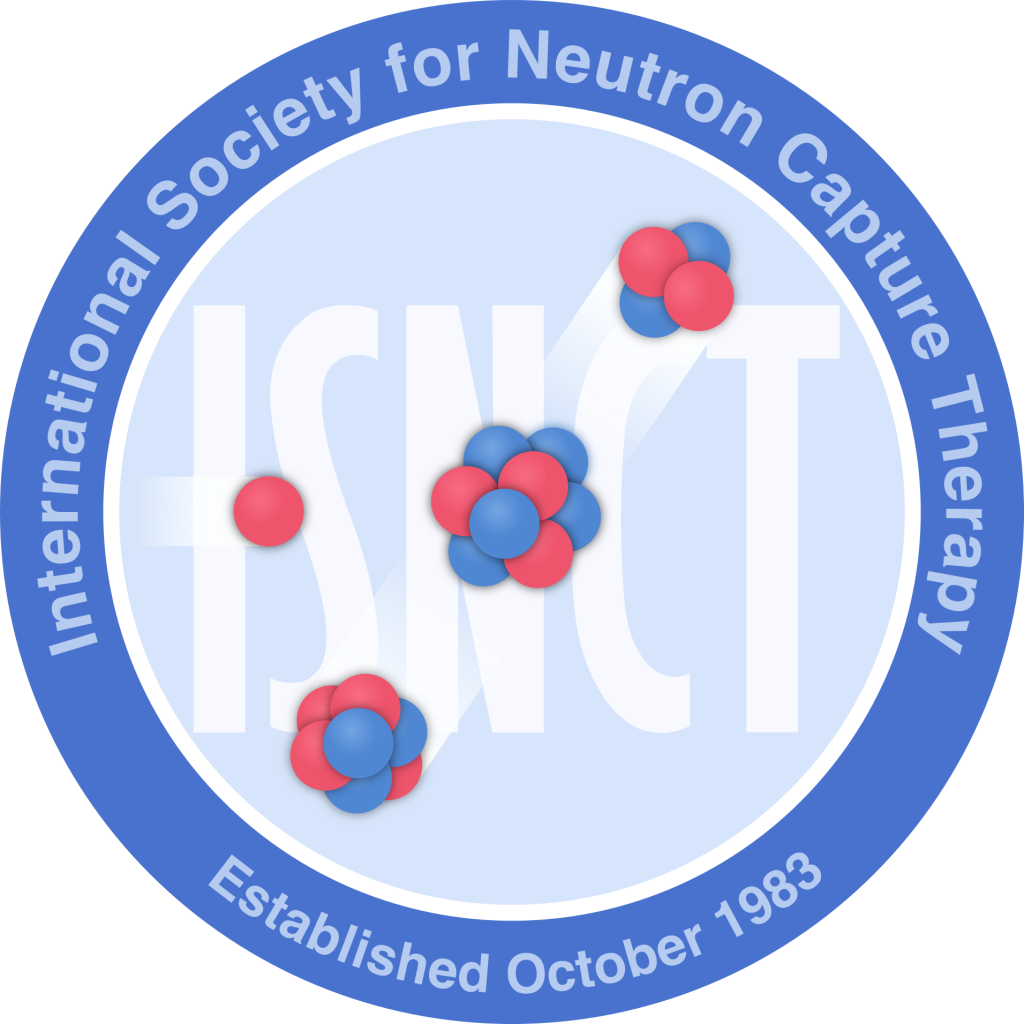 International Society for Neutron Capture Therapy
ISNCT
Established October 1983